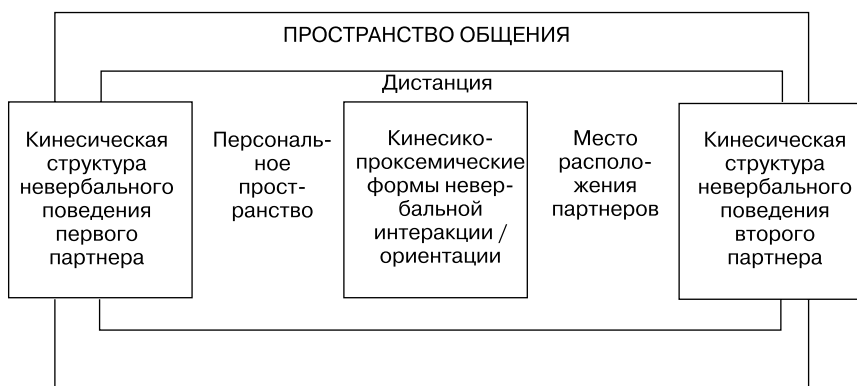 ПРОСТРАНСТВО ОБЩЕНИЯ
Дистанция
Кинесическая
структура
невербального
поведения
первого
партнера
Персональ-
ное
прост-
ранство
Кинесико-
проксемические
формы невер-
бальной
интеракции /
ориентации
Место
располо-
жения
партнеров
Кинесическая
структура
невербального
поведения
второго
партнера